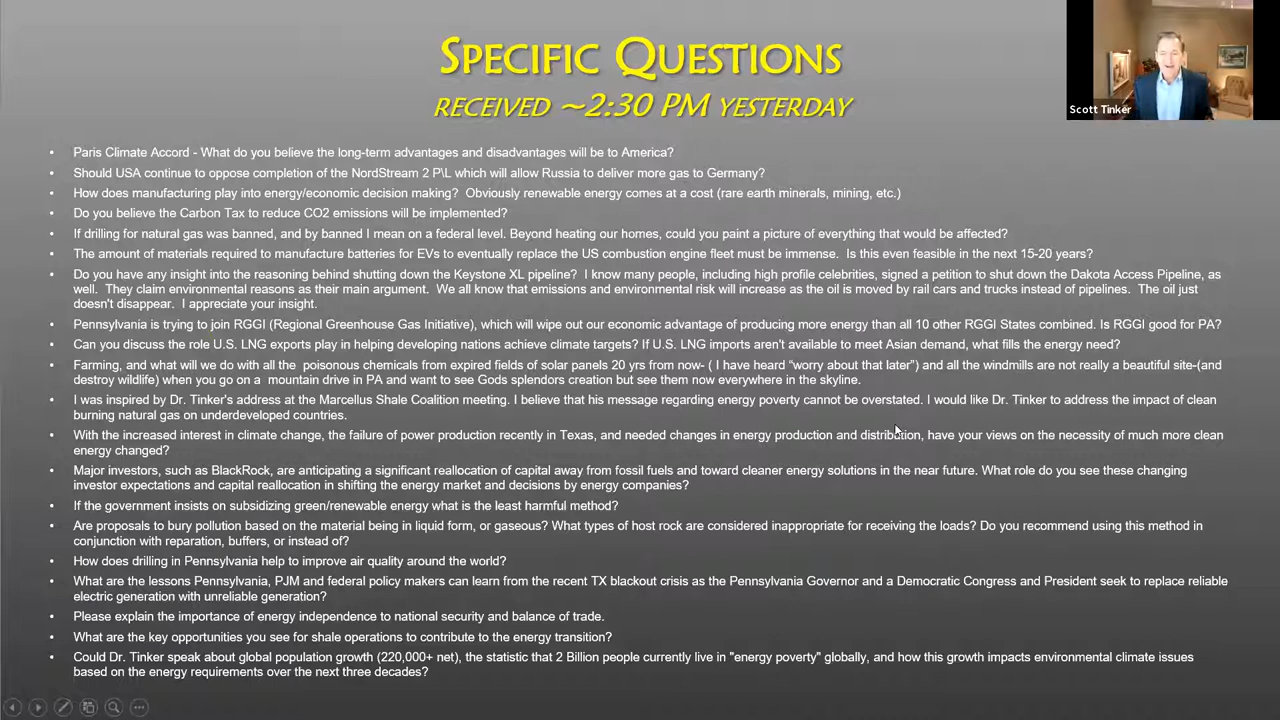 SPECIFIC QUESTIONS
RECEIVED ~2:30 PM YESTERDAY
Scott Tinker
• Paris Climate Accord - What do you believe the long-term advantages and disadvantages will be to America?
• Should USA continue to oppose completion of the NordStream 2 P\L which will allow Russia to deliver more gas to Germany?
• How does manufacturing play into energy/economic decision making?  Obviously renewable energy comes at a cost (rare earth minerals, mining, etc.)
• Do you believe the Carbon Tax to reduce CO2 emissions will be implemented?
• If drilling for natural gas was banned, and by banned I mean on a federal level. Beyond heating our homes, could you paint a picture of everything that would be affected?
• The amount of materials required to manufacture batteries for EVs to eventually replace the US combustion engine fleet must be immense.  Is this even feasible in the next 15-20 years?
• Do you have any insight into the reasoning behind shutting down the Keystone XL pipeline?  I know many people, including high profile celebrities, signed a petition to shut down the Dakota Access Pipeline, as
well.  They claim environmental reasons as their main argument.  We all know that emissions and environmental risk will increase as the oil is moved by rail cars and trucks instead of pipelines.  The oil just
doesn't disappear.  I appreciate your insight.
• Pennsylvania is trying to join RGGI (Regional Greenhouse Gas Initiative), which will wipe out our economic advantage of producing more energy than all 10 other RGGI States combined. Is RGGI good for PA?
• Can you discuss the role U.S. LNG exports play in helping developing nations achieve climate targets? If U.S. LNG imports aren't available to meet Asian demand, what fills the energy need?
• Farming, and what will we do with all the  poisonous chemicals from expired fields of solar panels 20 yrs from now- ( I have heard “worry about that later”) and all the windmills are not really a beautiful site-(and
destroy wildlife) when you go on a  mountain drive in PA and want to see Gods splendors creation but see them now everywhere in the skyline.
• I was inspired by Dr. Tinker's address at the Marcellus Shale Coalition meeting. I believe that his message regarding energy poverty cannot be overstated. I would like Dr. Tinker to address the impact of clean
burning natural gas on underdeveloped countries.
• With the increased interest in climate change, the failure of power production recently in Texas, and needed changes in energy production and distribution, have your views on the necessity of much more clean
energy changed?
• Major investors, such as BlackRock, are anticipating a significant reallocation of capital away from fossil fuels and toward cleaner energy solutions in the near future. What role do you see these changing
investor expectations and capital reallocation in shifting the energy market and decisions by energy companies?
• If the government insists on subsidizing green/renewable energy what is the least harmful method?
• Are proposals to bury pollution based on the material being in liquid form, or gaseous? What types of host rock are considered inappropriate for receiving the loads? Do you recommend using this method in
conjunction with reparation, buffers, or instead of?
• How does drilling in Pennsylvania help to improve air quality around the world?
• What are the lessons Pennsylvania, PJM and federal policy makers can learn from the recent TX blackout crisis as the Pennsylvania Governor and a Democratic Congress and President seek to replace reliable
electric generation with unreliable generation?
• Please explain the importance of energy independence to national security and balance of trade.
• What are the key opportunities you see for shale operations to contribute to the energy transition?
• Could Dr. Tinker speak about global population growth (220,000+ net), the statistic that 2 Billion people currently live in "energy poverty" globally, and how this growth impacts environmental climate issues
based on the energy requirements over the next three decades?